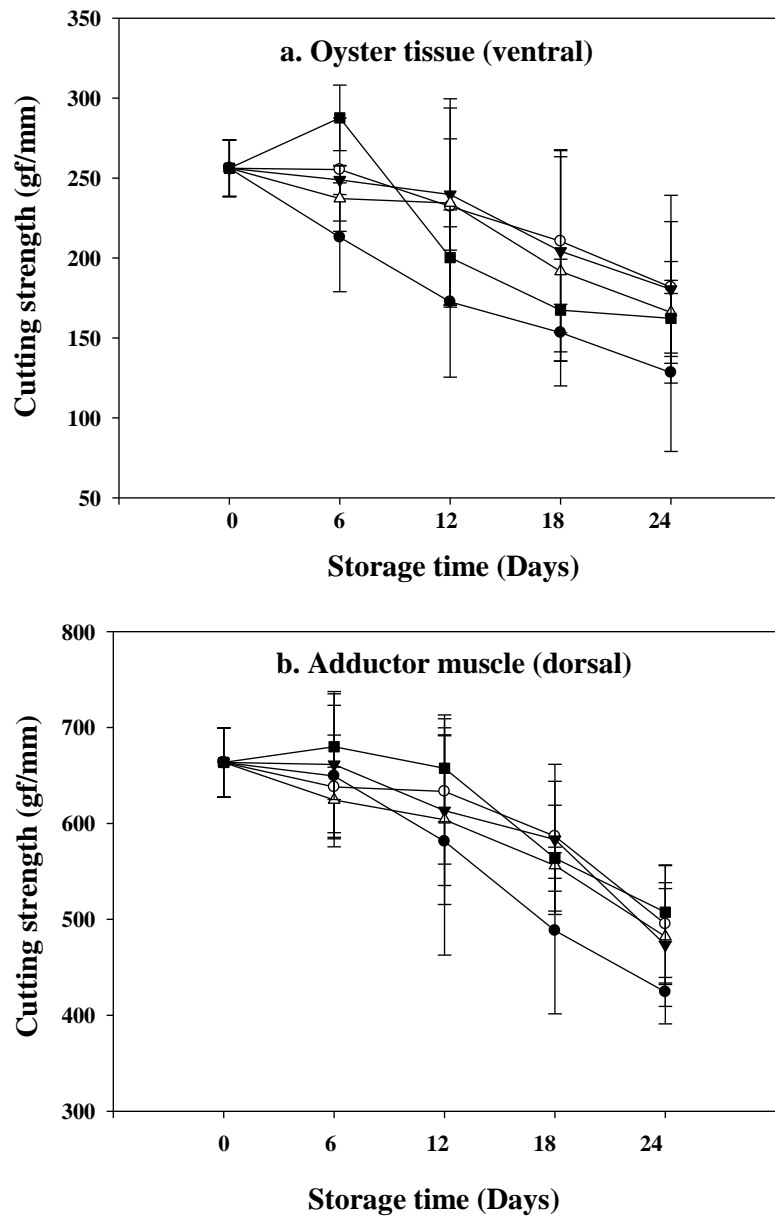 a. Oyster tissue (ventral)
Cutting strength (gf/mm)
350
300
250
200
150
100
50
0 6 12 18 24
Storage time (Days)
b. Adductor muscle (dorsal)
Cutting strength (gf/mm)
800
700
600
500
400
300
0 6 12 18 24
Storage time (Days)